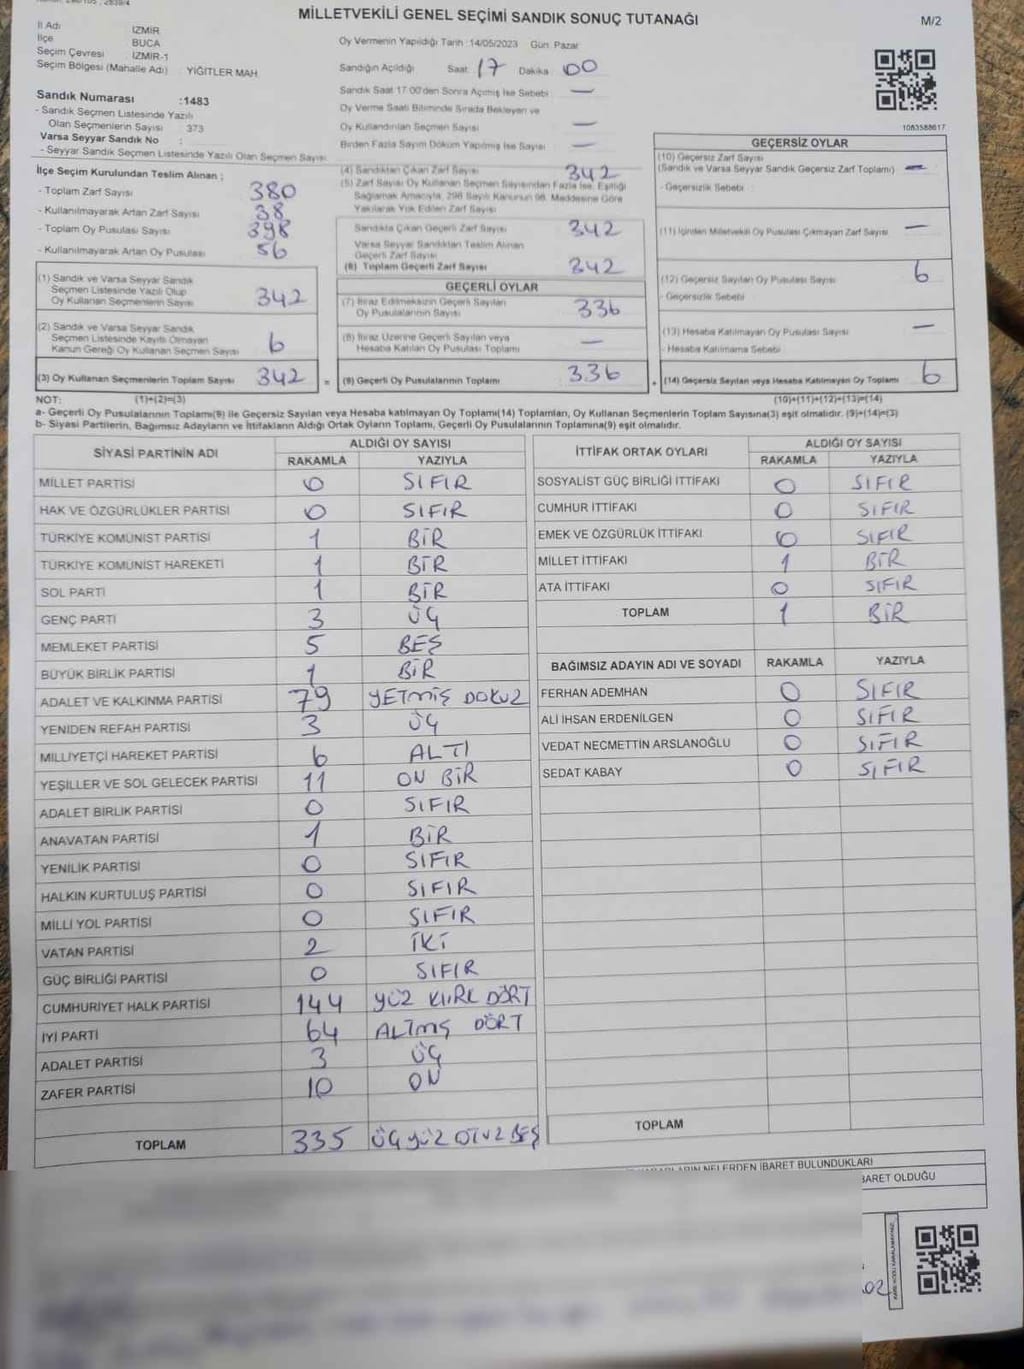 MİLLETVEKİLİ GENEL SEÇİMİ SANDIK SONUÇ TUTANAĞI
M/2
İl Adı İZMİR
İlçe BUCA
Seçim Çevresi İZMİR-1
Seçim Bölgesi (Mahalle Adı) YİĞİTLER MAH.
Sandık Numarası :1483
- Sandık Seçmen Listesinde Yazılı
Olan Seçmenlerin Sayısı 373
Varsa Seyyar Sandık No :
- Seyyar Sandık Seçmen Listesinde Yazılı Olan Seçmen Sayısı
Oy Vermenin Yapıldığı Tarih :14/05/2023 Gün: Pazar
Sandığın Açıldığı Saat 17 Dakika 00
Sandık Saat 17.00'den Sonra Açılmış İse Sebebi —
Oy Verme Saati Bitiminde Sırada Bekleyen ve
Oy Kullandırılan Seçmen Sayısı —
Birden Fazla Sayım Döküm Yapılmış İse Sayısı —
1083588617
İlçe Seçim Kurulundan Teslim Alınan ;
- Toplam Zarf Sayısı 380
- Kullanılmayarak Artan Zarf Sayısı 38
- Toplam Oy Pusulası Sayısı 398
- Kullanılmayarak Artan Oy Pusulası 56
(1) Sandık ve Varsa Seyyar Sandık
Seçmen Listesinde Yazılı Olup
Oy Kullanan Seçmenlerin Sayısı 342
(2) Sandık ve Varsa Seyyar Sandık
Seçmen Listesinde Kayıtlı Olmayan
Kanun Gereği Oy Kullanan Seçmen Sayısı 6
(3) Oy Kullanan Seçmenlerin Toplam Sayısı 342 =
(4) Sandıktan Çıkan Zarf Sayısı 342
(5) Zarf Sayısı Oy Kullanan Seçmen Sayısından Fazla İse, Eşitliği
Sağlamak Amacıyla, 298 Sayılı Kanunun 98. Maddesine Göre
Yakılarak Yok Edilen Zarf Sayısı
Sandıkta Çıkan Geçerli Zarf Sayısı 342
Varsa Seyyar Sandıktan Teslim Alınan
Geçerli Zarf Sayısı
(6) Toplam Geçerli Zarf Sayısı 342
GEÇERLİ OYLAR
(7) İtiraz Edilmeksizin Geçerli Sayılan
Oy Pusulalarının Sayısı 336
(8) İtiraz Üzerine Geçerli Sayılan veya
Hesaba Katılan Oy Pusulası Toplamı —
(9) Geçerli Oy Pusulalarının Toplamı 336 +
GEÇERSİZ OYLAR
(10) Geçersiz Zarf Sayısı
(Sandık ve Varsa Seyyar Sandık Geçersiz Zarf Toplamı) —
- Geçersizlik Sebebi
(11) İçinden Milletvekili Oy Pusulası Çıkmayan Zarf Sayısı —
(12) Geçersiz Sayılan Oy Pusulası Sayısı 6
- Geçersizlik Sebebi
(13) Hesaba Katılmayan Oy Pusulası Sayısı —
- Hesaba Katılmama Sebebi
(14) Geçersiz Sayılan veya Hesaba Katılmayan Oy Toplamı 6
NOT: (1)+(2)=(3) (10)+(11)+(12)+(13)=(14)
a- Geçerli Oy Pusulalarının Toplamı(9) ile Geçersiz Sayılan veya Hesaba katılmayan Oy Toplamı(14) Toplamları, Oy Kullanan Seçmenlerin Toplam Sayısına(3) eşit olmalıdır. (9)+(14)=(3)
b- Siyasi Partilerin, Bağımsız Adayların ve İttifakların Aldığı Ortak Oyların Toplamı, Geçerli Oy Pusulalarının Toplamına(9) eşit olmalıdır.
SİYASİ PARTİNİN ADI ALDIĞI OY SAYISI
RAKAMLA YAZIYLA
MİLLET PARTİSİ 0 SIFIR
HAK VE ÖZGÜRLÜKLER PARTİSİ 0 SIFIR
TÜRKİYE KOMÜNİST PARTİSİ 1 BİR
TÜRKİYE KOMÜNİST HAREKETİ 1 BİR
SOL PARTİ 1 BİR
GENÇ PARTİ 3 ÜÇ
MEMLEKET PARTİSİ 5 BEŞ
BÜYÜK BİRLİK PARTİSİ 1 BİR
ADALET VE KALKINMA PARTİSİ 79 YETMİŞ DOKUZ
YENİDEN REFAH PARTİSİ 3 ÜÇ
MİLLİYETÇİ HAREKET PARTİSİ 6 ALTI
YEŞİLLER VE SOL GELECEK PARTİSİ 11 ON BİR
ADALET BİRLİK PARTİSİ 0 SIFIR
ANAVATAN PARTİSİ 1 BİR
YENİLİK PARTİSİ 0 SIFIR
HALKIN KURTULUŞ PARTİSİ 0 SIFIR
MİLLİ YOL PARTİSİ 0 SIFIR
VATAN PARTİSİ 2 İKİ
GÜÇ BİRLİĞİ PARTİSİ 0 SIFIR
CUMHURİYET HALK PARTİSİ 144 YÜZ KIRK DÖRT
İYİ PARTİ 64 ALTMŞ DÖRT
ADALET PARTİSİ 3 ÜÇ
ZAFER PARTİSİ 10 ON
TOPLAM 335 ÜÇ YÜZ OTUZ BEŞ
İTTİFAK ORTAK OYLARI ALDIĞI OY SAYISI
RAKAMLA YAZIYLA
SOSYALİST GÜÇ BİRLİĞİ İTTİFAKI 0 SIFIR
CUMHUR İTTİFAKI 0 SIFIR
EMEK VE ÖZGÜRLÜK İTTİFAKI 0 SIFIR
MİLLET İTTİFAKI 1 BİR
ATA İTTİFAKI 0 SIFIR
TOPLAM 1 BİR
BAĞIMSIZ ADAYIN ADI VE SOYADI RAKAMLA YAZIYLA
FERHAN ADEMHAN 0 SIFIR
ALİ İHSAN ERDENİLGEN 0 SIFIR
VEDAT NECMETTİN ARSLANOĞLU 0 SIFIR
SEDAT KABAY 0 SIFIR
TOPLAM
NELERDEN İBARET BULUNDUKLARI
BARET OLDUĞU